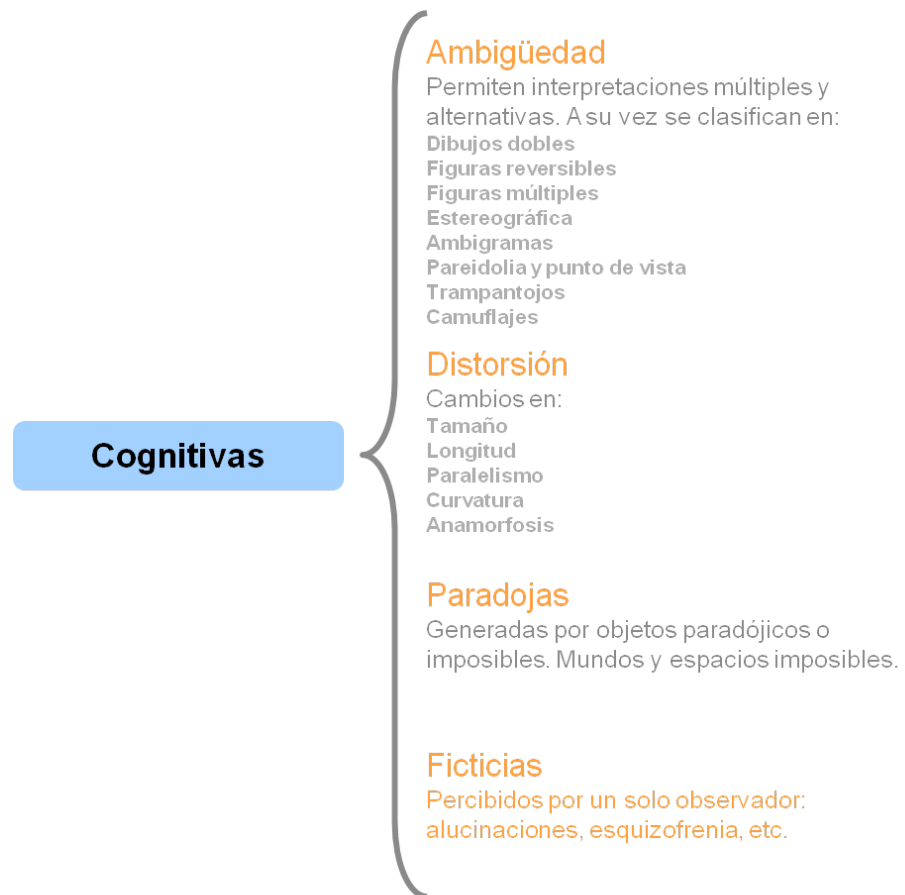 Ambigüedad
Permiten interpretaciones múltiples y
alternativas. A su vez se clasifican en:
Dibujos dobles
Figuras reversibles
Figuras múltiples
Estereográfica
Ambigramas
Pareidolia y punto de vista
Trampantojos
Camuflajes
Distorsión
Cambios en:
Tamaño
Longitud
Paralelismo
Curvatura
Anamorfosis
Cognitivas
Paradojas
Generadas por objetos paradójicos o
imposibles. Mundos y espacios imposibles.
Ficticias
Percibidos por un solo observador:
alucinaciones, esquizofrenia, etc.